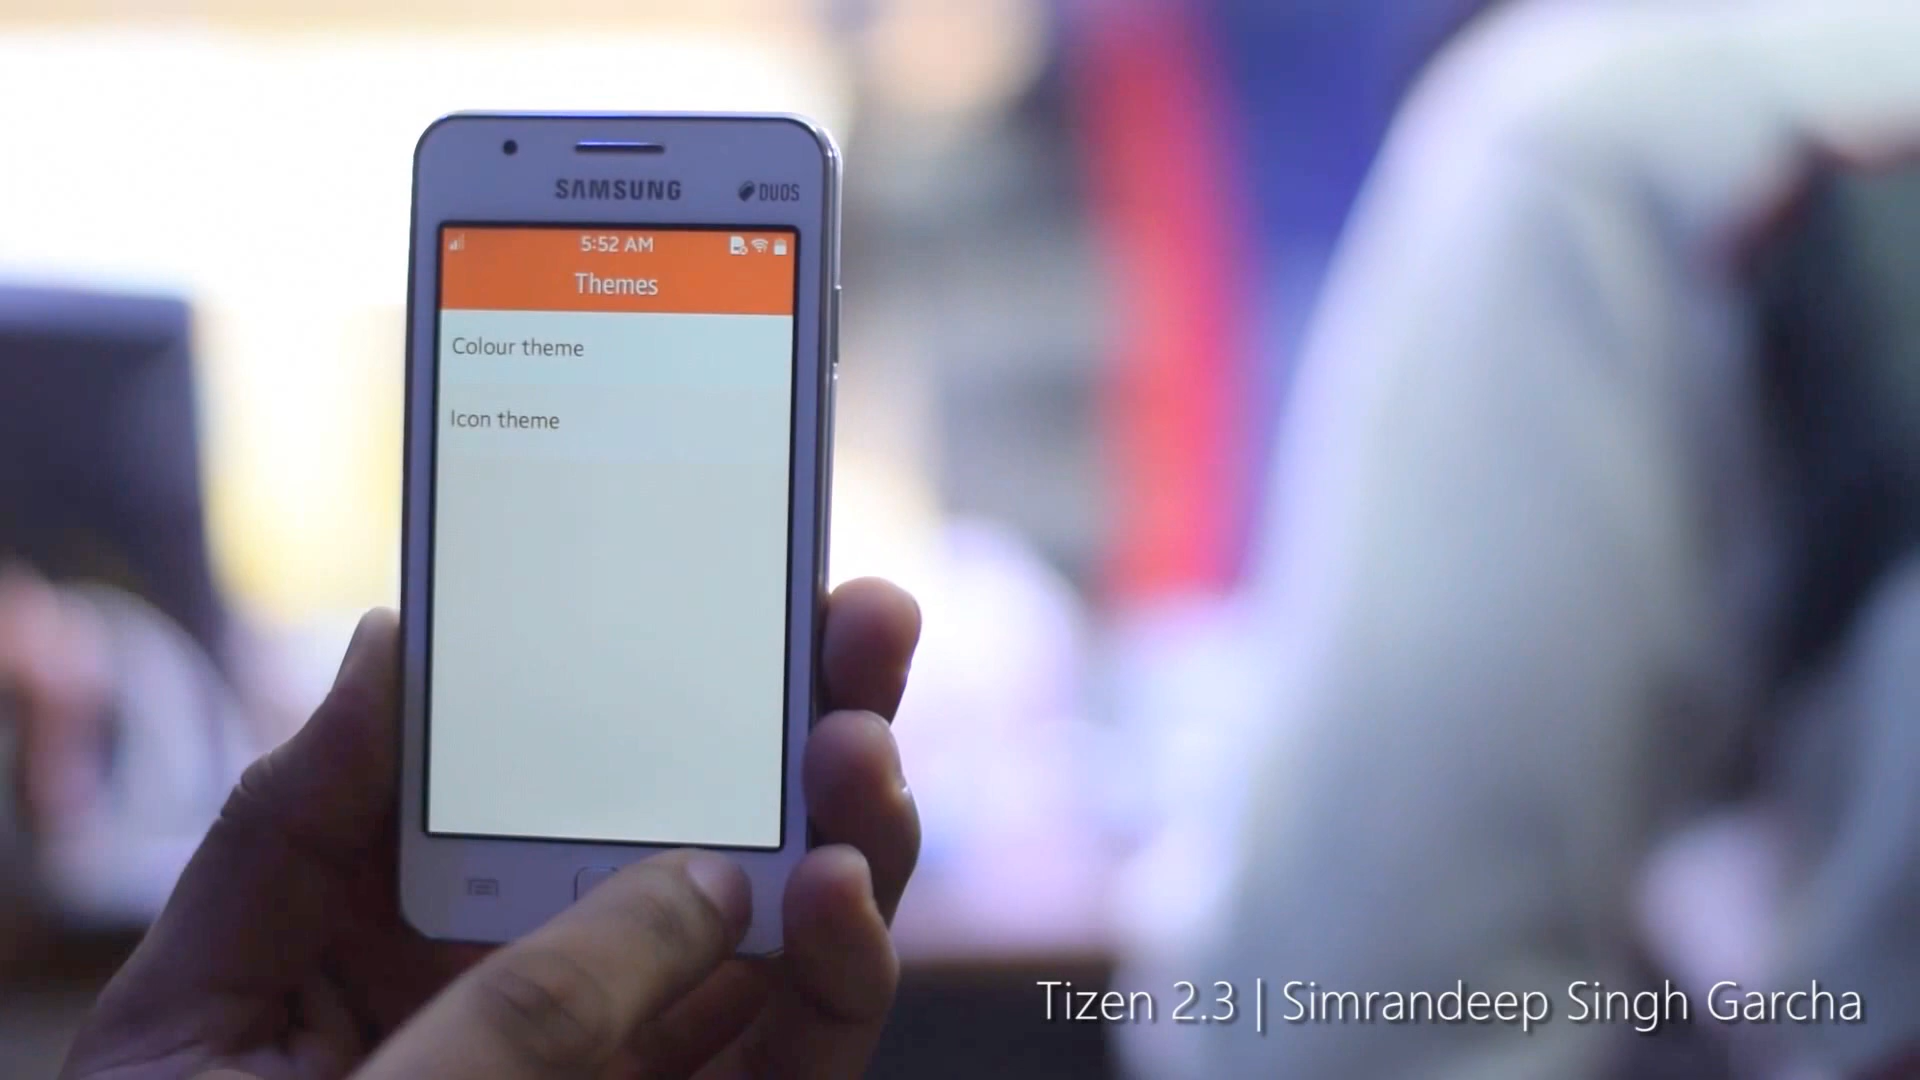 SAMSUNG
DUOS
5:52 AM
Themes
Colour theme
Icon theme
Tizen 2.3 | Simrandeep Singh Garcha